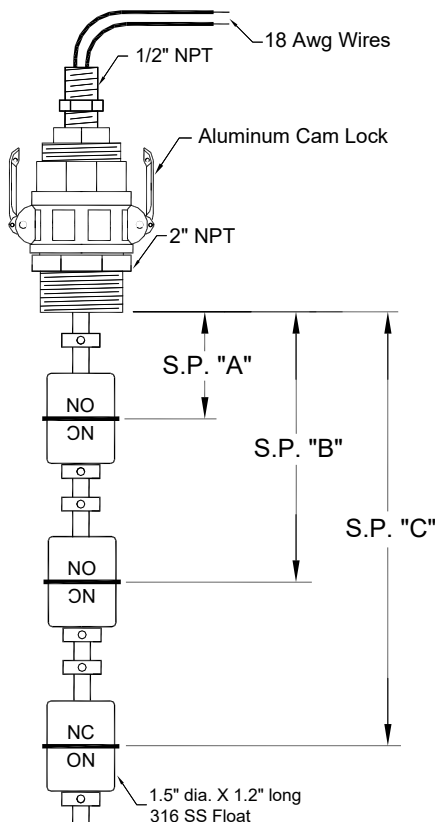 18 Awg Wires
1/2" NPT
Aluminum Cam Lock
2" NPT
S.P. "A"
NO
NC
S.P. "B"
NO
NC
S.P. "C"
NC
NO
1.5" dia. X 1.2" long
316 SS Float